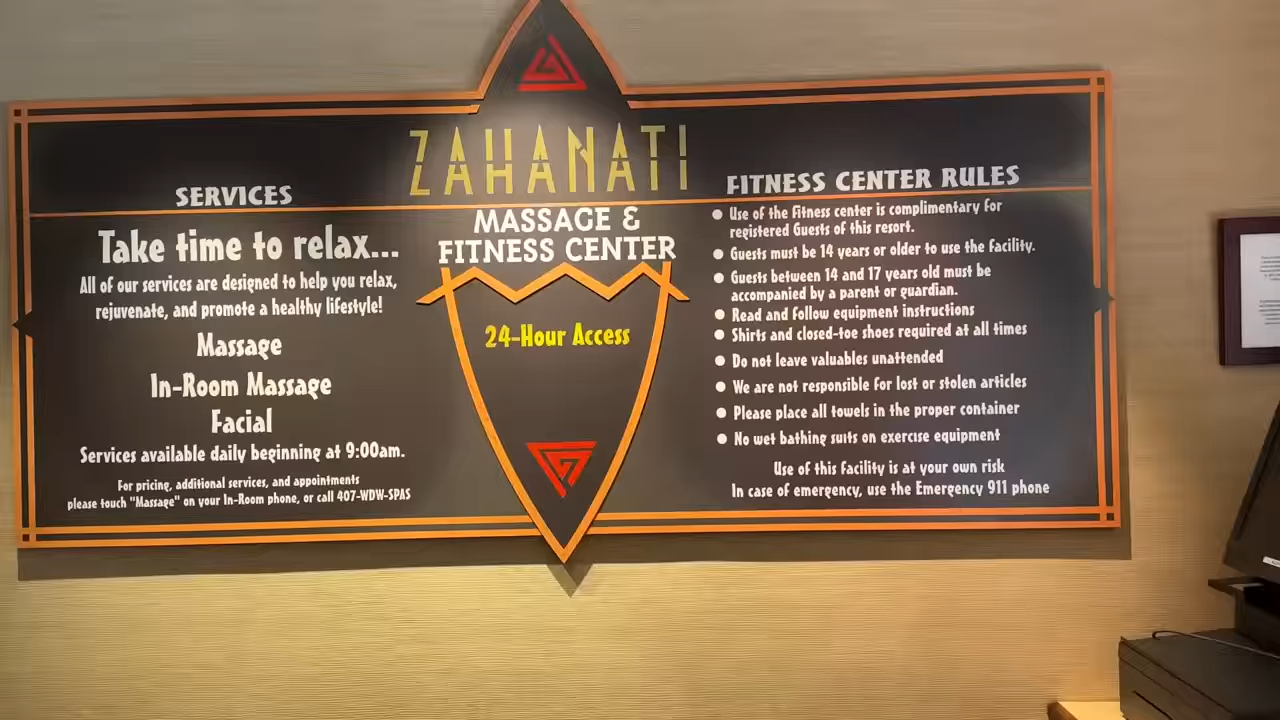 ZAHANATI
MASSAGE &
FITNESS CENTER
24-Hour Access
SERVICES
Take time to relax...
All of our services are designed to help you relax,
rejuvenate, and promote a healthy lifestyle!
Massage
In-Room Massage
Facial
Services available daily beginning at 9:00am.
For pricing, additional services, and appointments
please touch "Massage" on your In-Room phone, or call 407-WDW-SPAS
FITNESS CENTER RULES
● Use of the fitness center is complimentary for
registered Guests of this resort.
● Guests must be 14 years or older to use the facility.
● Guests between 14 and 17 years old must be
accompanied by a parent or guardian.
● Read and follow equipment instructions
● Shirts and closed-toe shoes required at all times
● Do not leave valuables unattended
● We are not responsible for lost or stolen articles
● Please place all towels in the proper container
● No wet bathing suits on exercise equipment
Use of this facility is at your own risk
In case of emergency, use the Emergency 911 phone